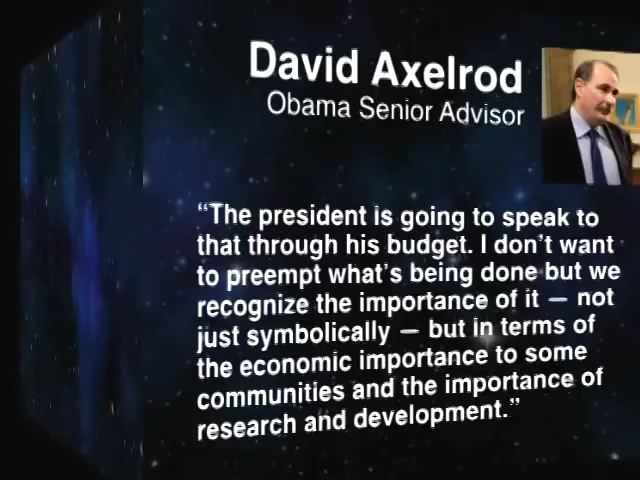 David Axelrod
Obama Senior Advisor
“The president is going to speak to
that through his budget. I don’t want
to preempt what’s being done but we
recognize the importance of it — not
just symbolically — but in terms of
the economic importance to some
communities and the importance of
research and development.”